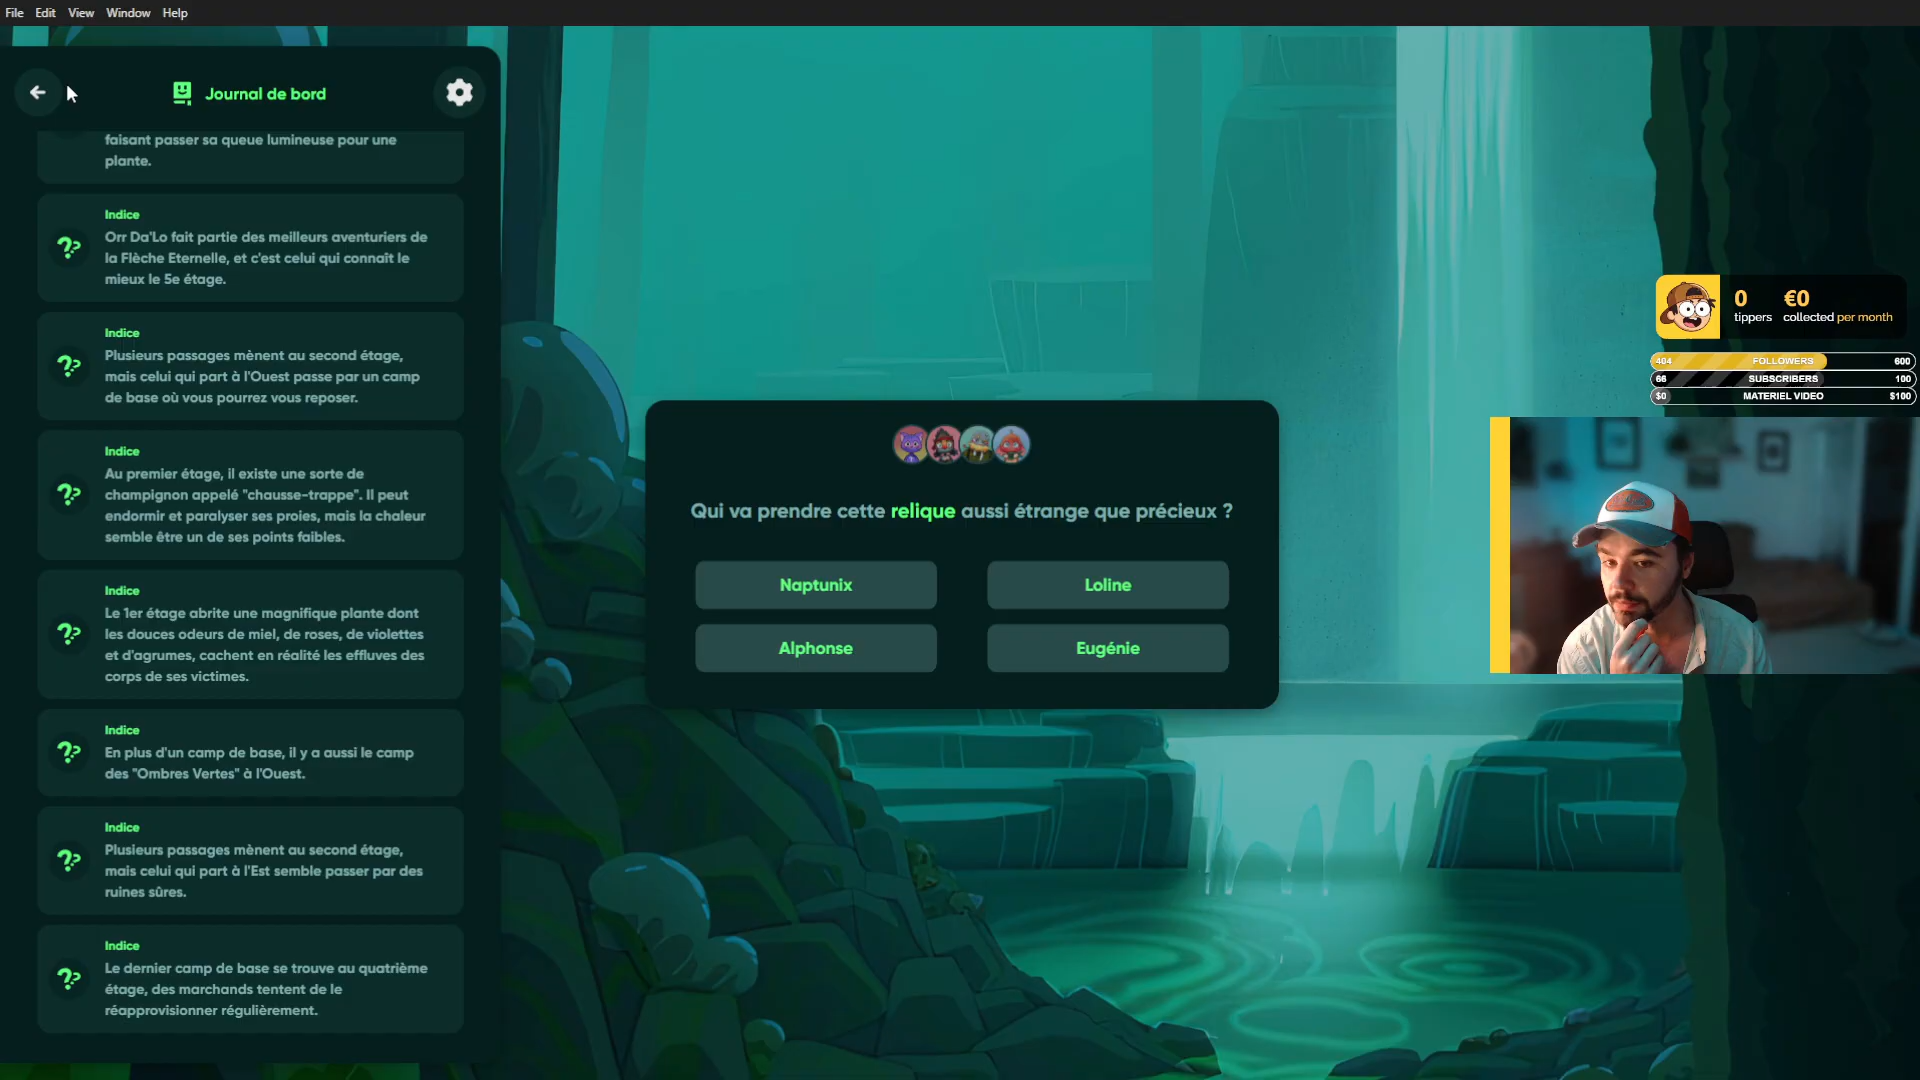 File Edit View Window Help
Journal de bord
faisant passer sa queue lumineuse pour une
plante.
Indice
Orr Da'Lo fait partie des meilleurs aventuriers de
la Flèche Eternelle, et c'est celui qui connaît le
mieux le 5e étage.
Indice
Plusieurs passages mènent au second étage,
mais celui qui part à l'Ouest passe par un camp
de base où vous pourrez vous reposer.
Indice
Au premier étage, il existe une sorte de
champignon appelé "chausse-trappe". Il peut
endormir et paralyser ses proies, mais la chaleur
semble être un de ses points faibles.
Indice
Le 1er étage abrite une magnifique plante dont
les douces odeurs de miel, de roses, de violettes
et d'agrumes, cachent en réalité les effluves des
corps de ses victimes.
Indice
En plus d'un camp de base, il y a aussi le camp
des "Ombres Vertes" à l'Ouest.
Indice
Plusieurs passages mènent au second étage,
mais celui qui part à l'Est semble passer par des
ruines sûres.
Indice
Le dernier camp de base se trouve au quatrième
étage, des marchands tentent de le
réapprovisionner régulièrement.
Qui va prendre cette relique aussi étrange que précieux ?
Naptunix
Loline
Alphonse
Eugénie
0 €0
tippers collected per month
404 FOLLOWERS 600
66 SUBSCRIBERS 100
$0 MATERIEL VIDEO $100